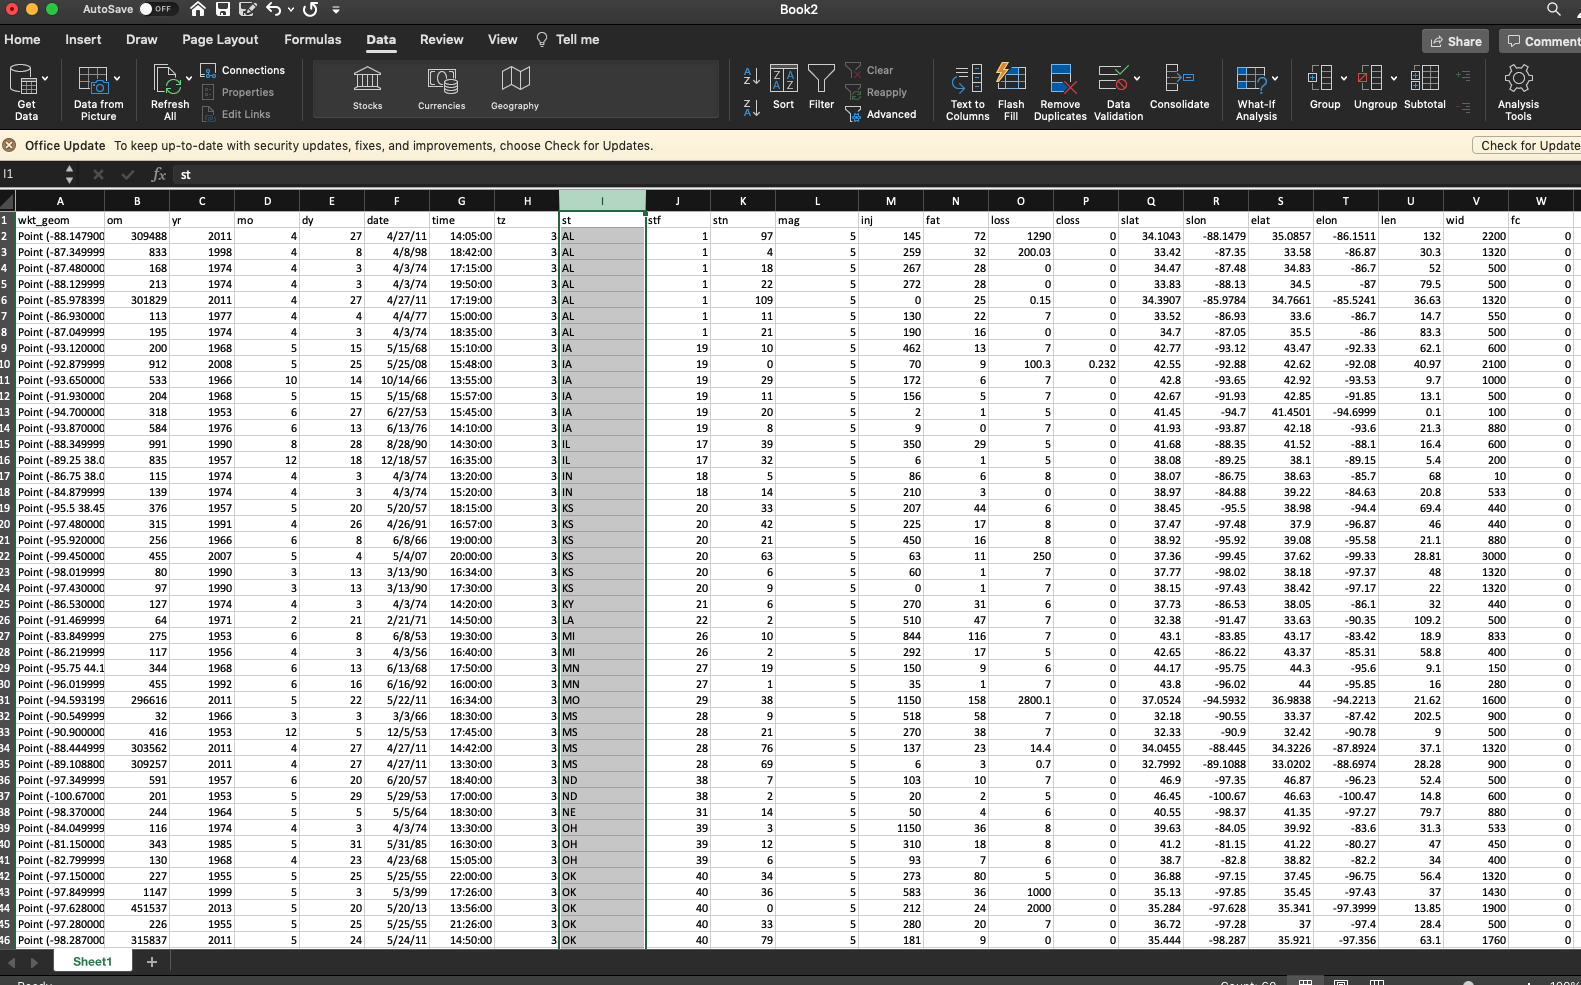 AutoSave OFF Book2
Home Insert Draw Page Layout Formulas Data Review View Tell me Share Comment
Get Data Data from Picture Refresh All Connections Properties Edit Links Stocks Currencies Geography Sort Filter Clear Reapply Advanced Text to Columns Flash Fill Remove Duplicates Data Validation Consolidate What-If Analysis Group Ungroup Subtotal Analysis Tools
Office Update To keep up-to-date with security updates, fixes, and improvements, choose Check for Updates. Check for Update
I1 fx st
A B C D E F G H I J K L M N O P Q R S T U V W
1 wkt_geom om yr mo dy date time tz st stf stn mag inj fat loss closs slat slon elat elon len wid fc
2 Point (-88.147900 309488 2011 4 27 4/27/11 14:05:00 3 AL 1 97 5 145 72 1290 0 34.1043 -88.1479 35.0857 -86.1511 132 2200 0
3 Point (-87.349999 833 1998 4 8 4/8/98 18:42:00 3 AL 1 4 5 259 32 200.03 0 33.42 -87.35 33.58 -86.87 30.3 1320 0
4 Point (-87.480000 168 1974 4 3 4/3/74 17:15:00 3 AL 1 18 5 267 28 0 0 34.47 -87.48 34.83 -86.7 52 500 0
5 Point (-88.129999 213 1974 4 3 4/3/74 19:50:00 3 AL 1 22 5 272 28 0 0 33.83 -88.13 34.5 -87 79.5 500 0
6 Point (-85.978399 301829 2011 4 27 4/27/11 17:19:00 3 AL 1 109 5 0 25 0.15 0 34.3907 -85.9784 34.7661 -85.5241 36.63 1320 0
7 Point (-86.930000 113 1977 4 4 4/4/77 15:00:00 3 AL 1 11 5 130 22 7 0 33.52 -86.93 33.6 -86.7 14.7 550 0
8 Point (-87.049999 195 1974 4 3 4/3/74 18:35:00 3 AL 1 21 5 190 16 0 0 34.7 -87.05 35.5 -86 83.3 500 0
9 Point (-93.120000 200 1968 5 15 5/15/68 15:10:00 3 IA 19 10 5 462 13 7 0 42.77 -93.12 43.47 -92.33 62.1 600 0
10 Point (-92.879999 912 2008 5 25 5/25/08 15:48:00 3 IA 19 0 5 70 9 100.3 0.232 42.55 -92.88 42.62 -92.08 40.97 2100 0
11 Point (-93.650000 533 1966 10 14 10/14/66 13:55:00 3 IA 19 29 5 172 6 7 0 42.8 -93.65 42.92 -93.53 9.7 1000 0
12 Point (-91.930000 204 1968 5 15 5/15/68 15:57:00 3 IA 19 11 5 156 5 7 0 42.67 -91.93 42.85 -91.85 13.1 500 0
13 Point (-94.700000 318 1953 6 27 6/27/53 15:45:00 3 IA 19 20 5 2 1 5 0 41.45 -94.7 41.4501 -94.6999 0.1 100 0
14 Point (-93.870000 584 1976 6 13 6/13/76 14:10:00 3 IA 19 8 5 9 0 7 0 41.93 -93.87 42.18 -93.6 21.3 880 0
15 Point (-88.349999 991 1990 8 28 8/28/90 14:30:00 3 IL 17 39 5 350 29 5 0 41.68 -88.35 41.52 -88.1 16.4 600 0
16 Point (-89.25 38.0 835 1957 12 18 12/18/57 16:35:00 3 IL 17 32 5 6 1 5 0 38.08 -89.25 38.1 -89.15 5.4 200 0
17 Point (-86.75 38.0 115 1974 4 3 4/3/74 13:20:00 3 IN 18 5 5 86 6 8 0 38.07 -86.75 38.63 -85.7 68 10 0
18 Point (-84.879999 139 1974 4 3 4/3/74 15:20:00 3 IN 18 14 5 210 3 0 0 38.97 -84.88 39.22 -84.63 20.8 533 0
19 Point (-95.5 38.45 376 1957 5 20 5/20/57 18:15:00 3 KS 20 33 5 207 44 6 0 38.45 -95.5 38.98 -94.4 69.4 440 0
20 Point (-97.480000 315 1991 4 26 4/26/91 16:57:00 3 KS 20 42 5 225 17 8 0 37.47 -97.48 37.9 -96.87 46 440 0
21 Point (-95.920000 256 1966 6 8 6/8/66 19:00:00 3 KS 20 21 5 450 16 8 0 38.92 -95.92 39.08 -95.58 21.1 880 0
22 Point (-99.450000 455 2007 5 4 5/4/07 20:00:00 3 KS 20 63 5 63 11 250 0 37.36 -99.45 37.62 -99.33 28.81 3000 0
23 Point (-98.019999 80 1990 3 13 3/13/90 16:34:00 3 KS 20 6 5 60 1 7 0 37.77 -98.02 38.18 -97.37 48 1320 0
24 Point (-97.430000 97 1990 3 13 3/13/90 17:30:00 3 KS 20 9 5 0 1 7 0 38.15 -97.43 38.42 -97.17 22 1320 0
25 Point (-86.530000 127 1974 4 3 4/3/74 14:20:00 3 KY 21 6 5 270 31 6 0 37.73 -86.53 38.05 -86.1 32 440 0
26 Point (-91.469999 64 1971 2 21 2/21/71 14:50:00 3 LA 22 2 5 510 47 7 0 32.38 -91.47 33.63 -90.35 109.2 500 0
27 Point (-83.849999 275 1953 6 8 6/8/53 19:30:00 3 MI 26 10 5 844 116 7 0 43.1 -83.85 43.17 -83.42 18.9 833 0
28 Point (-86.219999 117 1956 4 3 4/3/56 16:40:00 3 MI 26 2 5 292 17 5 0 42.65 -86.22 43.37 -85.31 58.8 400 0
29 Point (-95.75 44.1 344 1968 6 13 6/13/68 17:50:00 3 MN 27 19 5 150 9 6 0 44.17 -95.75 44.3 -95.6 9.1 150 0
30 Point (-96.019999 455 1992 6 16 6/16/92 16:00:00 3 MN 27 1 5 35 1 7 0 43.8 -96.02 44 -95.85 16 280 0
31 Point (-94.593191 296616 2011 5 22 5/22/11 16:34:00 3 MO 29 38 5 1150 158 2800.1 0 37.0524 -94.5932 36.9838 -94.2213 21.62 1600 0
32 Point (-90.549999 32 1966 3 3 3/3/66 18:30:00 3 MS 28 9 5 518 58 7 0 32.18 -90.55 33.37 -87.42 202.5 900 0
33 Point (-90.900000 416 1953 12 5 12/5/53 17:45:00 3 MS 28 21 5 270 38 7 0 32.33 -90.9 32.42 -90.78 9 500 0
34 Point (-88.444999 303562 2011 4 27 4/27/11 14:42:00 3 MS 28 76 5 137 23 14.4 0 34.0455 -88.445 34.3226 -87.8924 37.1 1320 0
35 Point (-89.108800 309257 2011 4 27 4/27/11 13:30:00 3 MS 28 69 5 6 3 0.7 0 32.7992 -89.1088 33.0202 -88.6974 28.28 900 0
36 Point (-97.349999 591 1957 6 20 6/20/57 18:40:00 3 ND 38 7 5 103 10 7 0 46.9 -97.35 46.87 -96.23 52.4 500 0
37 Point (-100.67000 201 1953 5 29 5/29/53 17:00:00 3 ND 38 2 5 20 2 5 0 46.45 -100.67 46.63 -100.47 14.8 600 0
38 Point (-98.370000 244 1964 5 5 5/5/64 18:30:00 3 NE 31 14 5 50 4 6 0 40.55 -98.37 41.35 -97.27 79.7 880 0
39 Point (-84.049999 116 1974 4 3 4/3/74 13:30:00 3 OH 39 3 5 1150 36 8 0 39.63 -84.05 39.92 -83.6 31.3 533 0
40 Point (-81.150000 343 1985 5 31 5/31/85 16:30:00 3 OH 39 12 5 310 18 8 0 41.2 -81.15 41.22 -80.27 47 450 0
41 Point (-82.799999 130 1968 4 23 4/23/68 15:05:00 3 OH 39 6 5 93 7 6 0 38.7 -82.8 38.82 -82.2 34 400 0
42 Point (-97.150000 227 1955 5 25 5/25/55 22:00:00 3 OK 40 34 5 273 80 5 0 36.88 -97.15 37.45 -96.75 56.4 1320 0
43 Point (-97.849999 1147 1999 5 3 5/3/99 17:26:00 3 OK 40 36 5 583 36 1000 0 35.13 -97.85 35.45 -97.43 37 1430 0
44 Point (-97.628000 451537 2013 5 20 5/20/13 13:56:00 3 OK 40 0 5 212 24 2000 0 35.284 -97.628 35.341 -97.3999 13.85 1900 0
45 Point (-97.280000 226 1955 5 25 5/25/55 21:26:00 3 OK 40 33 5 280 20 7 0 36.72 -97.28 37 -97.4 28.4 500 0
46 Point (-98.287000 315837 2011 5 24 5/24/11 14:50:00 3 OK 40 79 5 181 9 0 0 35.444 -98.287 35.921 -97.356 63.1 1760 0
Sheet1 +